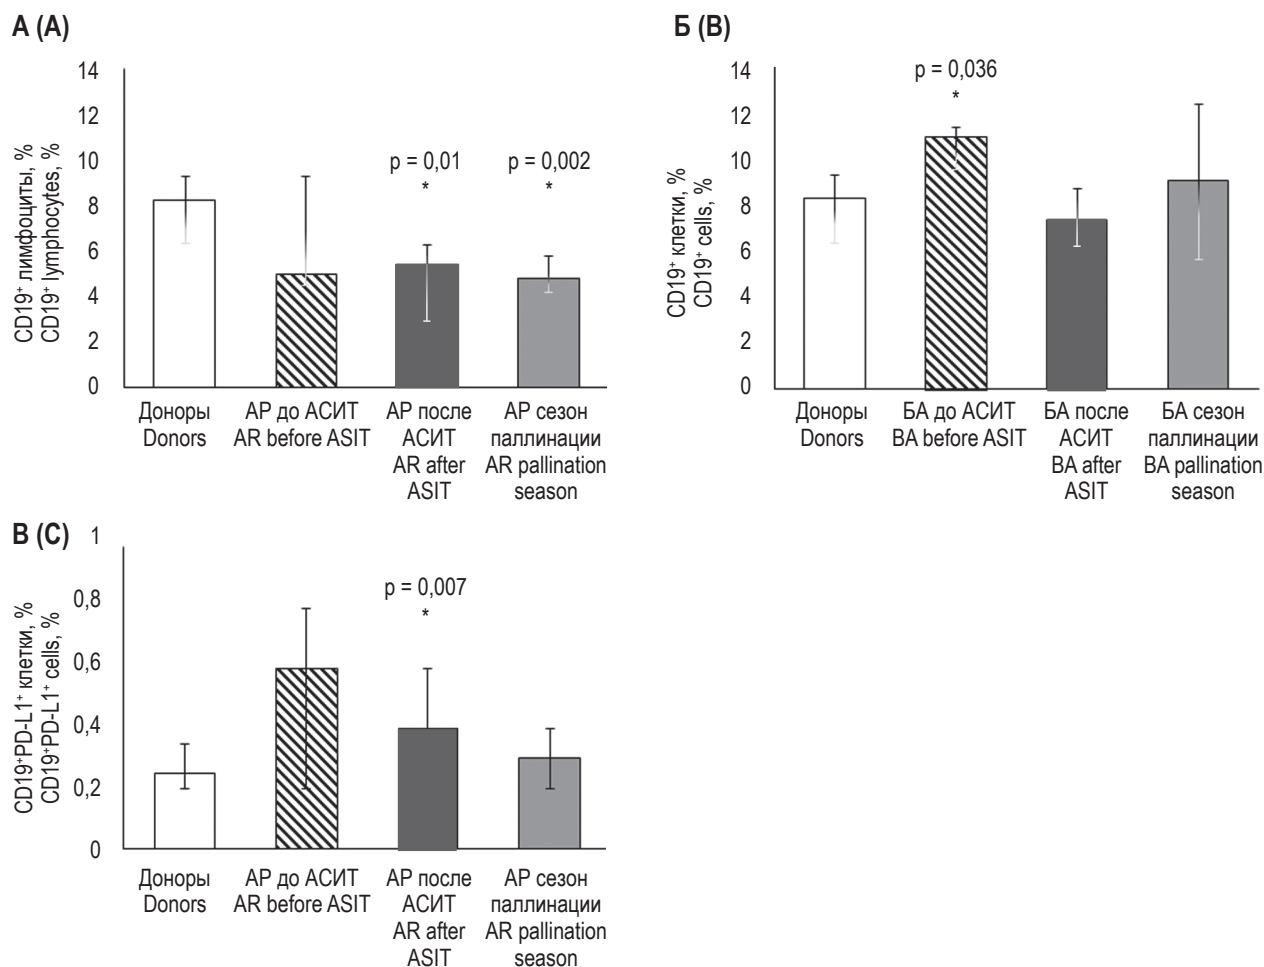 А (A)
CD19⁺ лимфоциты, %
CD19⁺ lymphocytes, %
14
12
10
8
6
4
2
0
p = 0,01
*
p = 0,002
*
Доноры
Donors
АР до АСИТ
AR before ASIT
АР после
АСИТ
AR after
ASIT
АР сезон
паллинации
AR pallination
season
Б (B)
CD19⁺ клетки, %
CD19⁺ cells, %
14
12
10
8
6
4
2
0
p = 0,036
*
Доноры
Donors
БА до АСИТ
BA before ASIT
БА после
АСИТ
BA after
ASIT
БА сезон
паллинации
BA pallination
season
В (C)
CD19⁺PD-L1⁺ клетки, %
CD19⁺PD-L1⁺ cells, %
1
0,8
0,6
0,4
0,2
0
p = 0,007
*
Доноры
Donors
АР до АСИТ
AR before ASIT
АР после
АСИТ
AR after
ASIT
АР сезон
паллинации
AR pallination
season